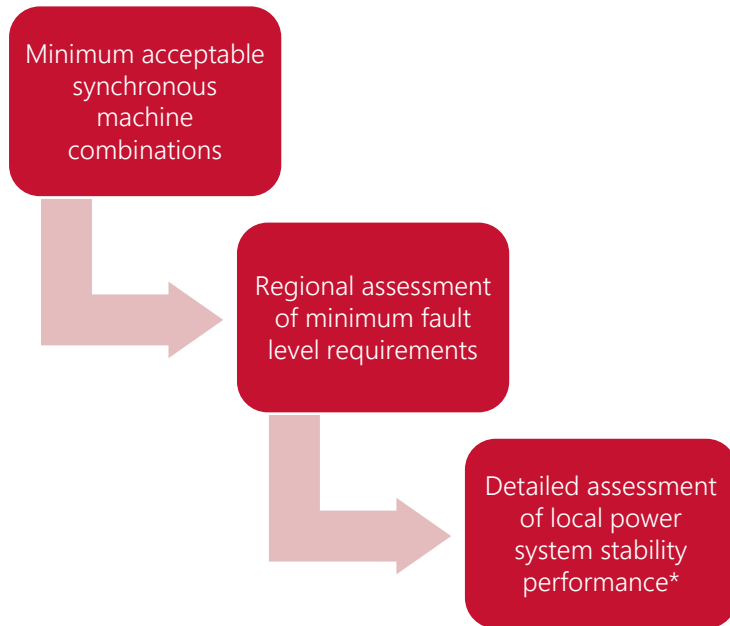 Minimum acceptable
synchronous
machine
combinations
Regional assessment
of minimum fault
level requirements
Detailed assessment
of local power
system stability
performance*